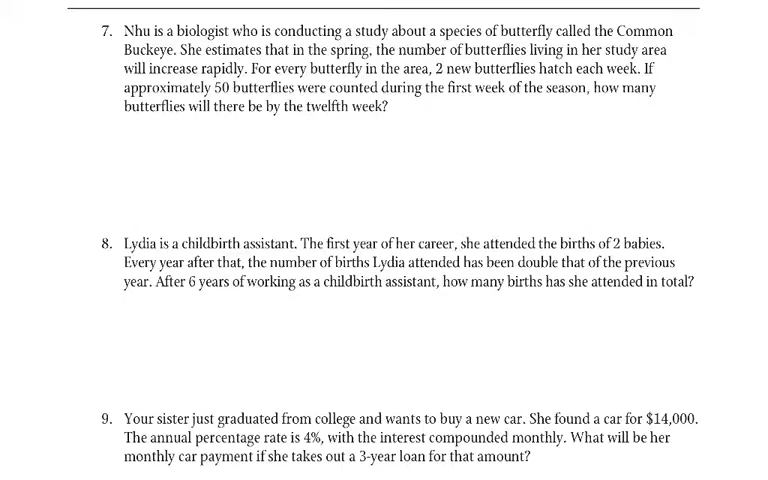 7. Nhu is a biologist who is conducting a study about a species of butterfly called the Common
Buckeye. She estimates that in the spring, the number of butterflies living in her study area
will increase rapidly. For every butterfly in the area, 2 new butterflies hatch each week. If
approximately 50 butterflies were counted during the first week of the season, how many
butterflies will there be by the twelfth week?
8. Lydia is a childbirth assistant. The first year of her career, she attended the births of 2 babies.
Every year after that, the number of births Lydia attended has been double that of the previous
year. After 6 years of working as a childbirth assistant, how many births has she attended in total?
9. Your sister just graduated from college and wants to buy a new car. She found a car for $14,000.
The annual percentage rate is 4%, with the interest compounded monthly. What will be her
monthly car payment if she takes out a 3-year loan for that amount?